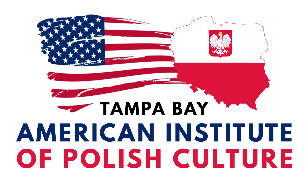 TAMPA BAY
AMERICAN INSTITUTE
OF POLISH CULTURE